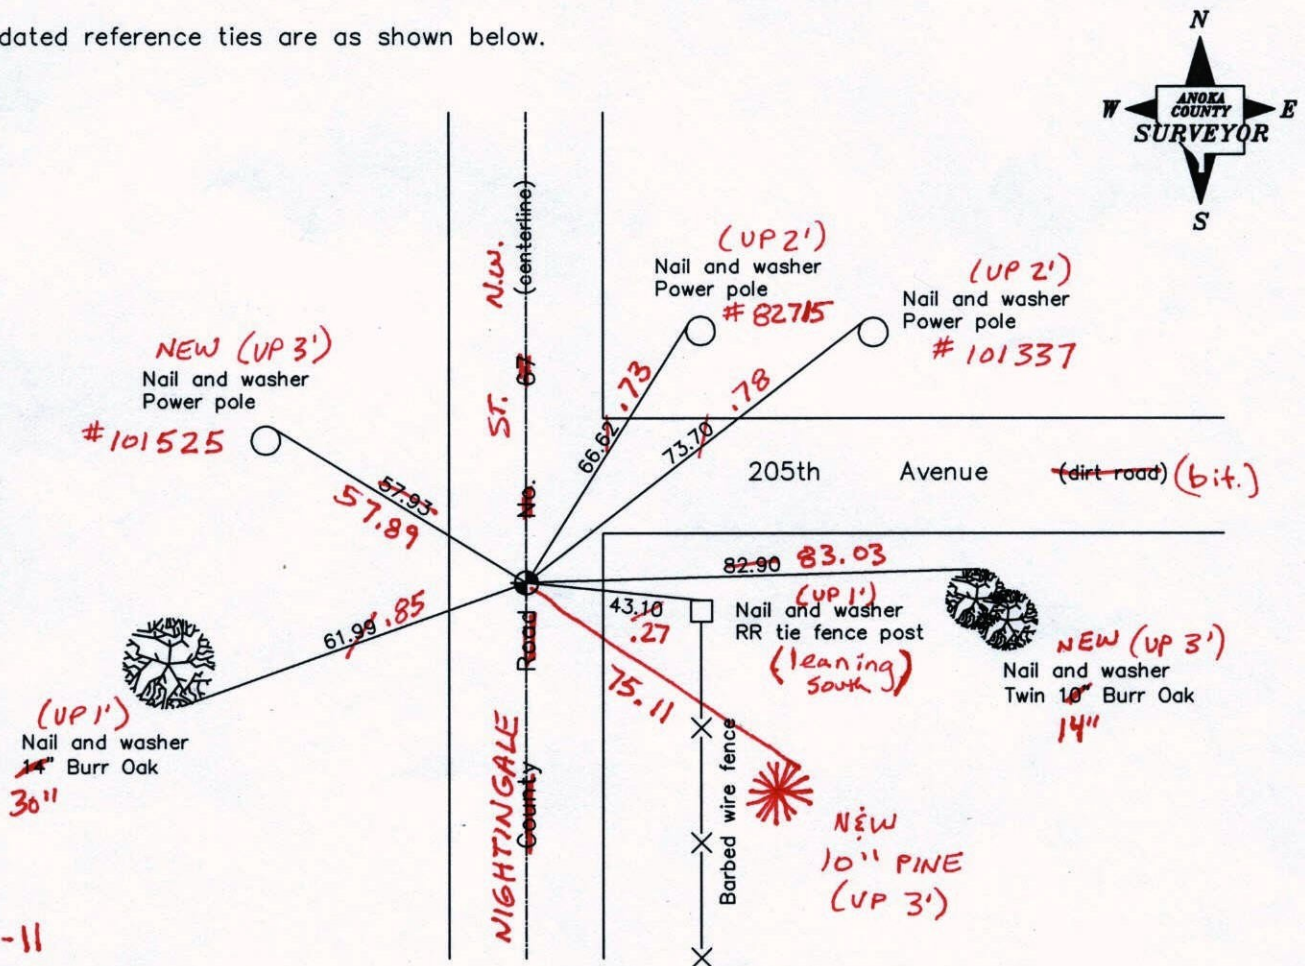 dated reference ties are as shown below.
N
W
ANOKA
COUNTY
SURVEYOR
E
S
(UP 2')
Nail and washer
Power pole
# 82715
(UP 2')
Nail and washer
Power pole
# 101337
NEW (UP 3')
Nail and washer
Power pole
#101525
57.93
57.89
66.62 .73
73.70 .78
205th Avenue (dirt road) (bit.)
82.90 83.03
43.10
.27
(UP 1')
Nail and washer
RR tie fence post
(leaning
south)
NEW (UP 3')
Nail and washer
Twin 10" Burr Oak
14"
61.99 .85
(UP 1')
Nail and washer
14" Burr Oak
30"
75.11
N&W
10" PINE
(UP 3')
Barbed wire fence
County Road No. 67 (centerline)
NIGHTINGALE ST. N.W.
-11